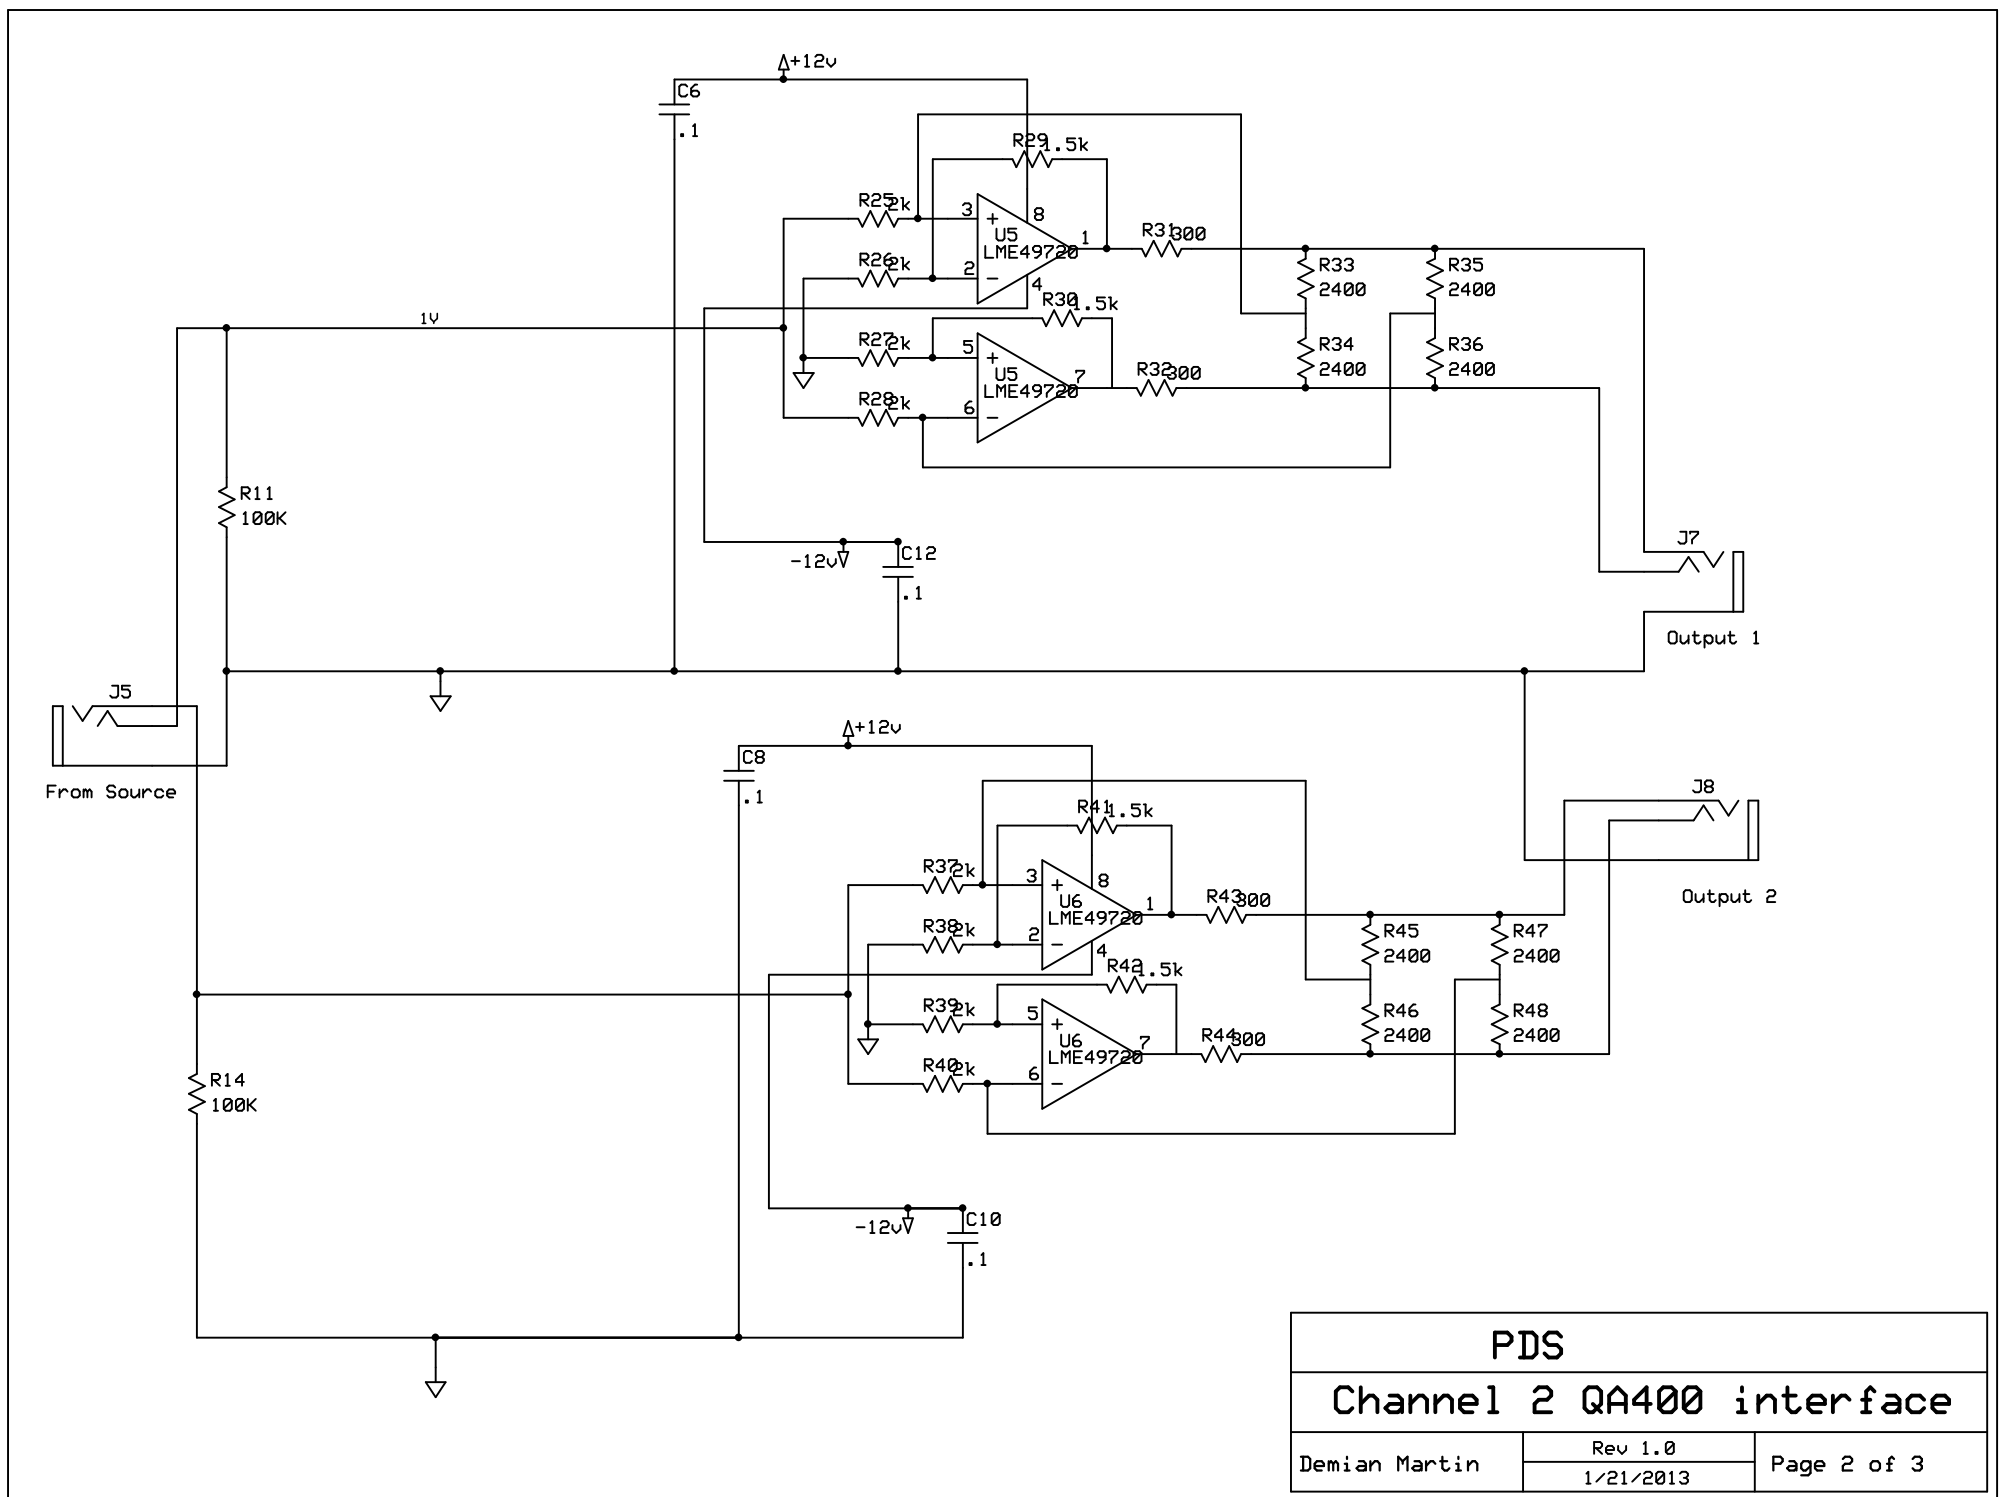 +12v
C6
.1
R29 1.5k
R25 2k
3
+
8
U5
LME49720
1
R31 300
R26 2k
2
-
4
R33
2400
R35
2400
R30 1.5k
1V
R27 2k
5
+
U5
LME49720
7
R32 300
R34
2400
R36
2400
R28 2k
6
-
R11
100K
-12v
C12
.1
J7
Output 1
J5
From Source
+12v
C8
.1
J8
Output 2
R41 1.5k
R37 2k
3
+
8
U6
LME49720
1
R43 300
R38 2k
2
-
4
R45
2400
R47
2400
R42 1.5k
R39 2k
5
+
U6
LME49720
7
R44 300
R46
2400
R48
2400
R40 2k
6
-
R14
100K
-12v
C10
.1
PDS
Channel 2 QA400 interface
Demian Martin
Rev 1.0
1/21/2013
Page 2 of 3